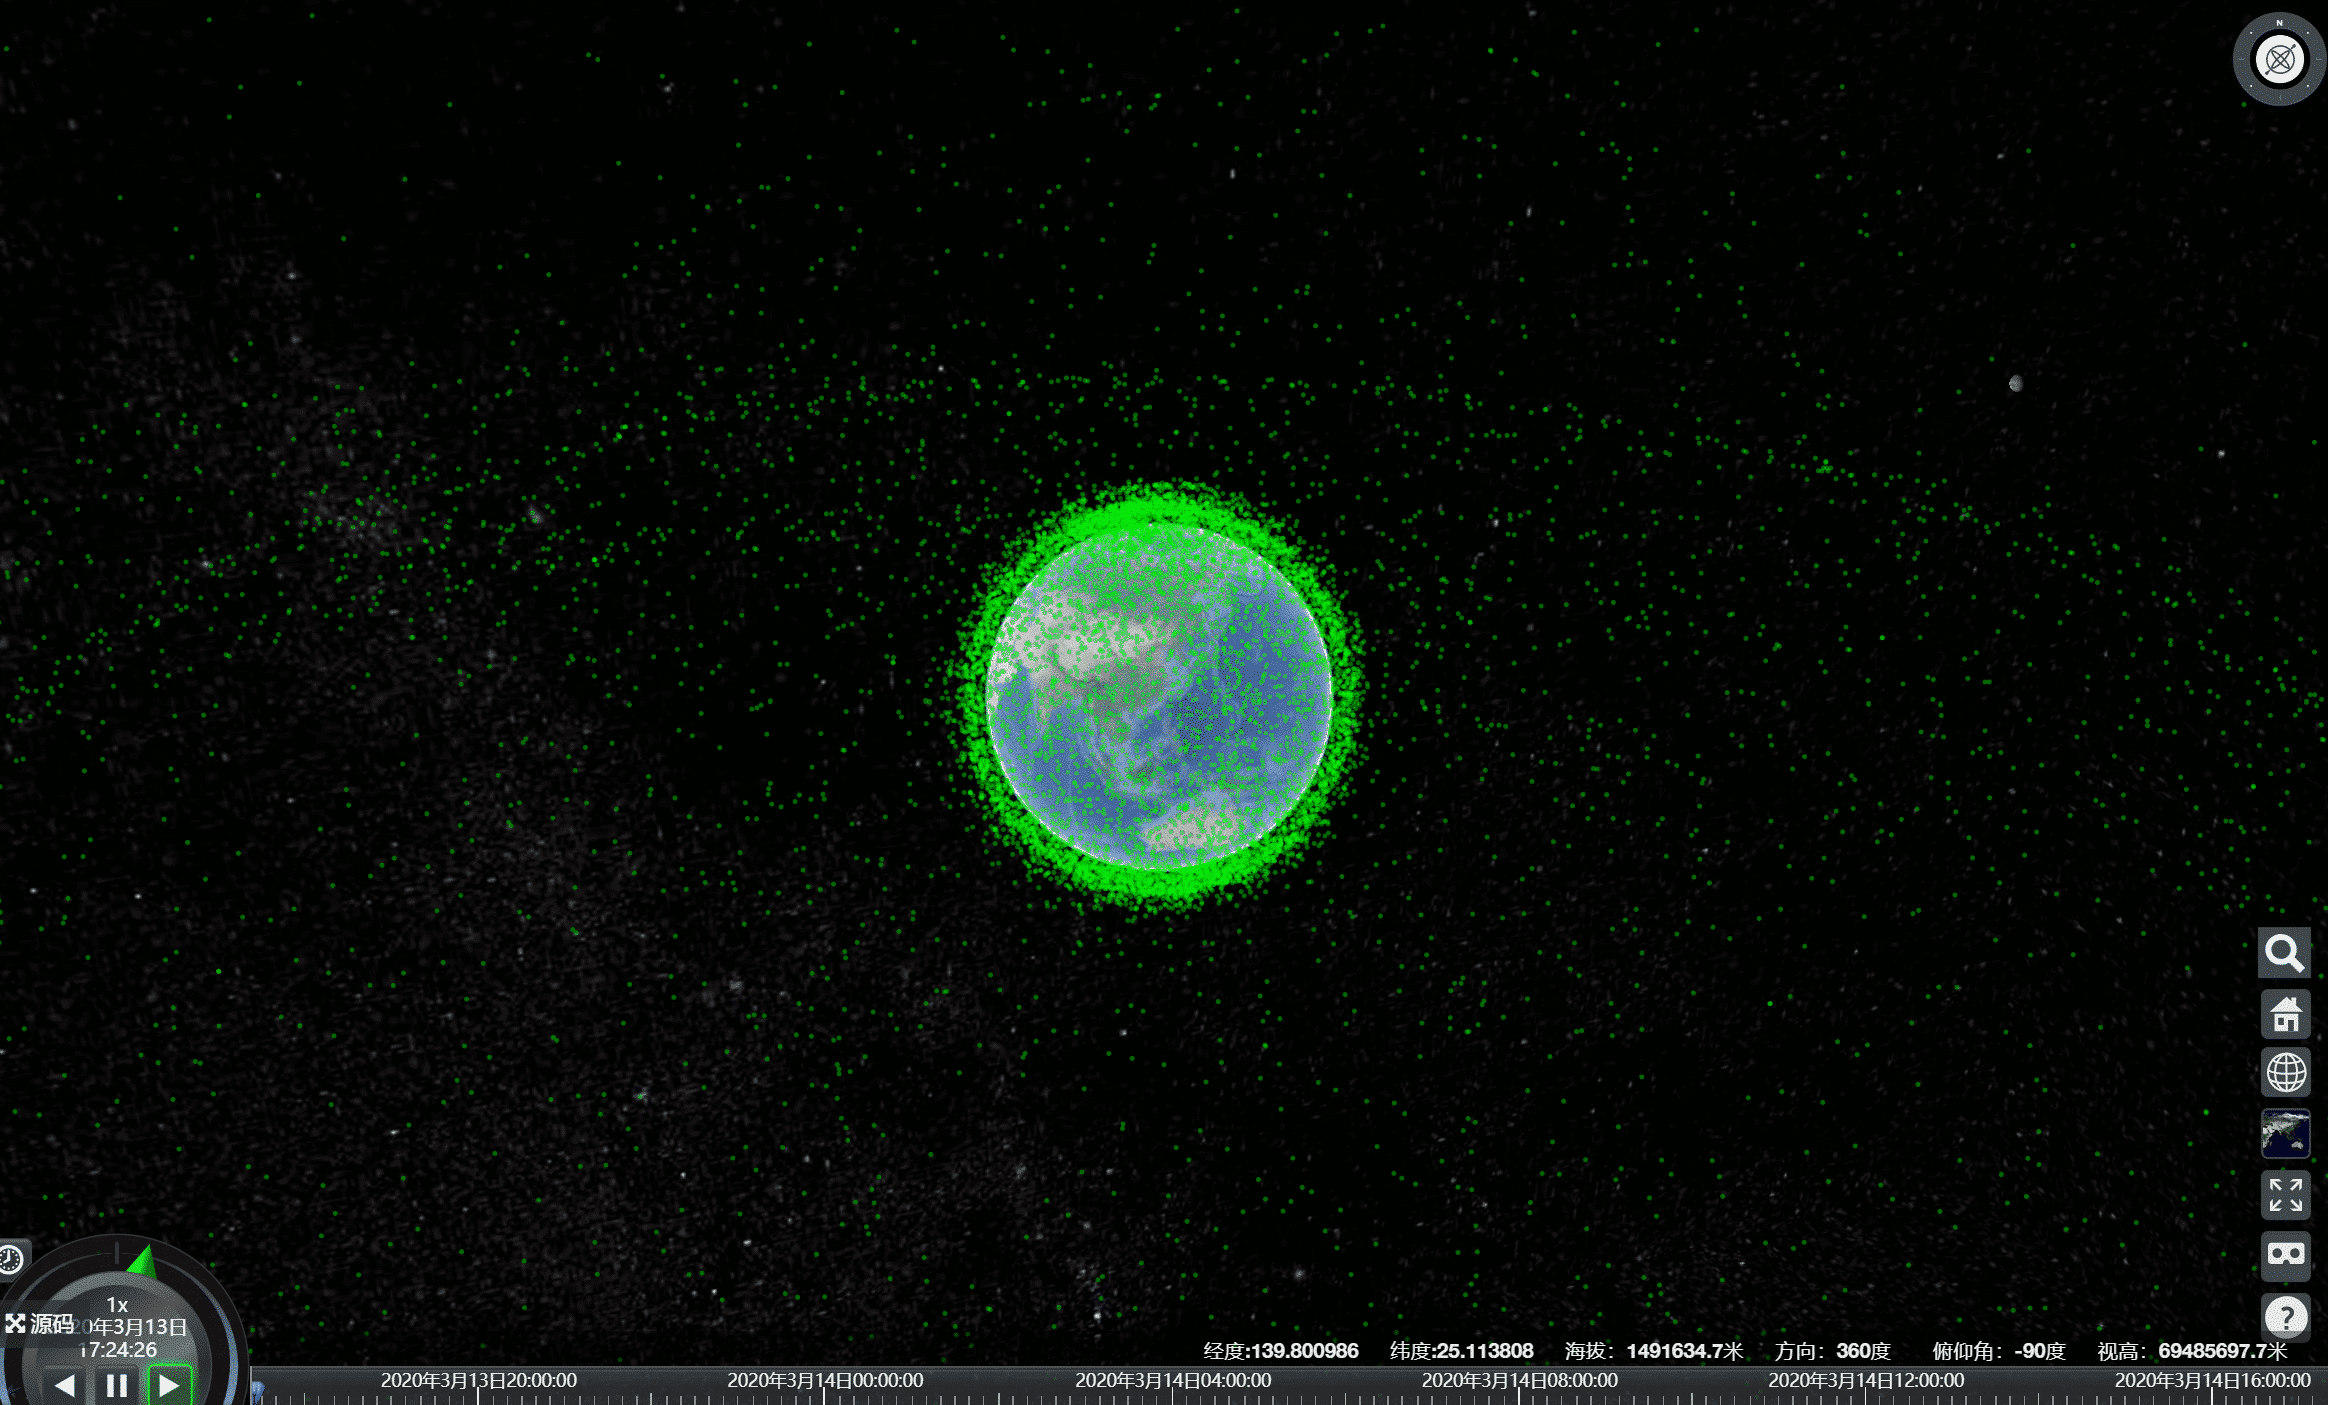 N
1x
源码
20年3月13日
17:24:26
经度:139.800986 纬度:25.113808 海拔：1491634.7米 方向：360度 俯仰角：-90度 视高：69485697.7米
2020年3月13日20:00:00 2020年3月14日00:00:00 2020年3月14日04:00:00 2020年3月14日08:00:00 2020年3月14日12:00:00 2020年3月14日16:00:00